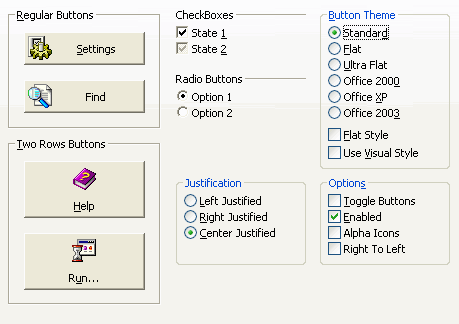 Regular Buttons
Settings
Find
Two Rows Buttons
Help
Run...
CheckBoxes
State 1
State 2
Radio Buttons
Option 1
Option 2
Justification
Left Justified
Right Justified
Center Justified
Button Theme
Standard
Flat
Ultra Flat
Office 2000
Office XP
Office 2003
Flat Style
Use Visual Style
Options
Toggle Buttons
Enabled
Alpha Icons
Right To Left